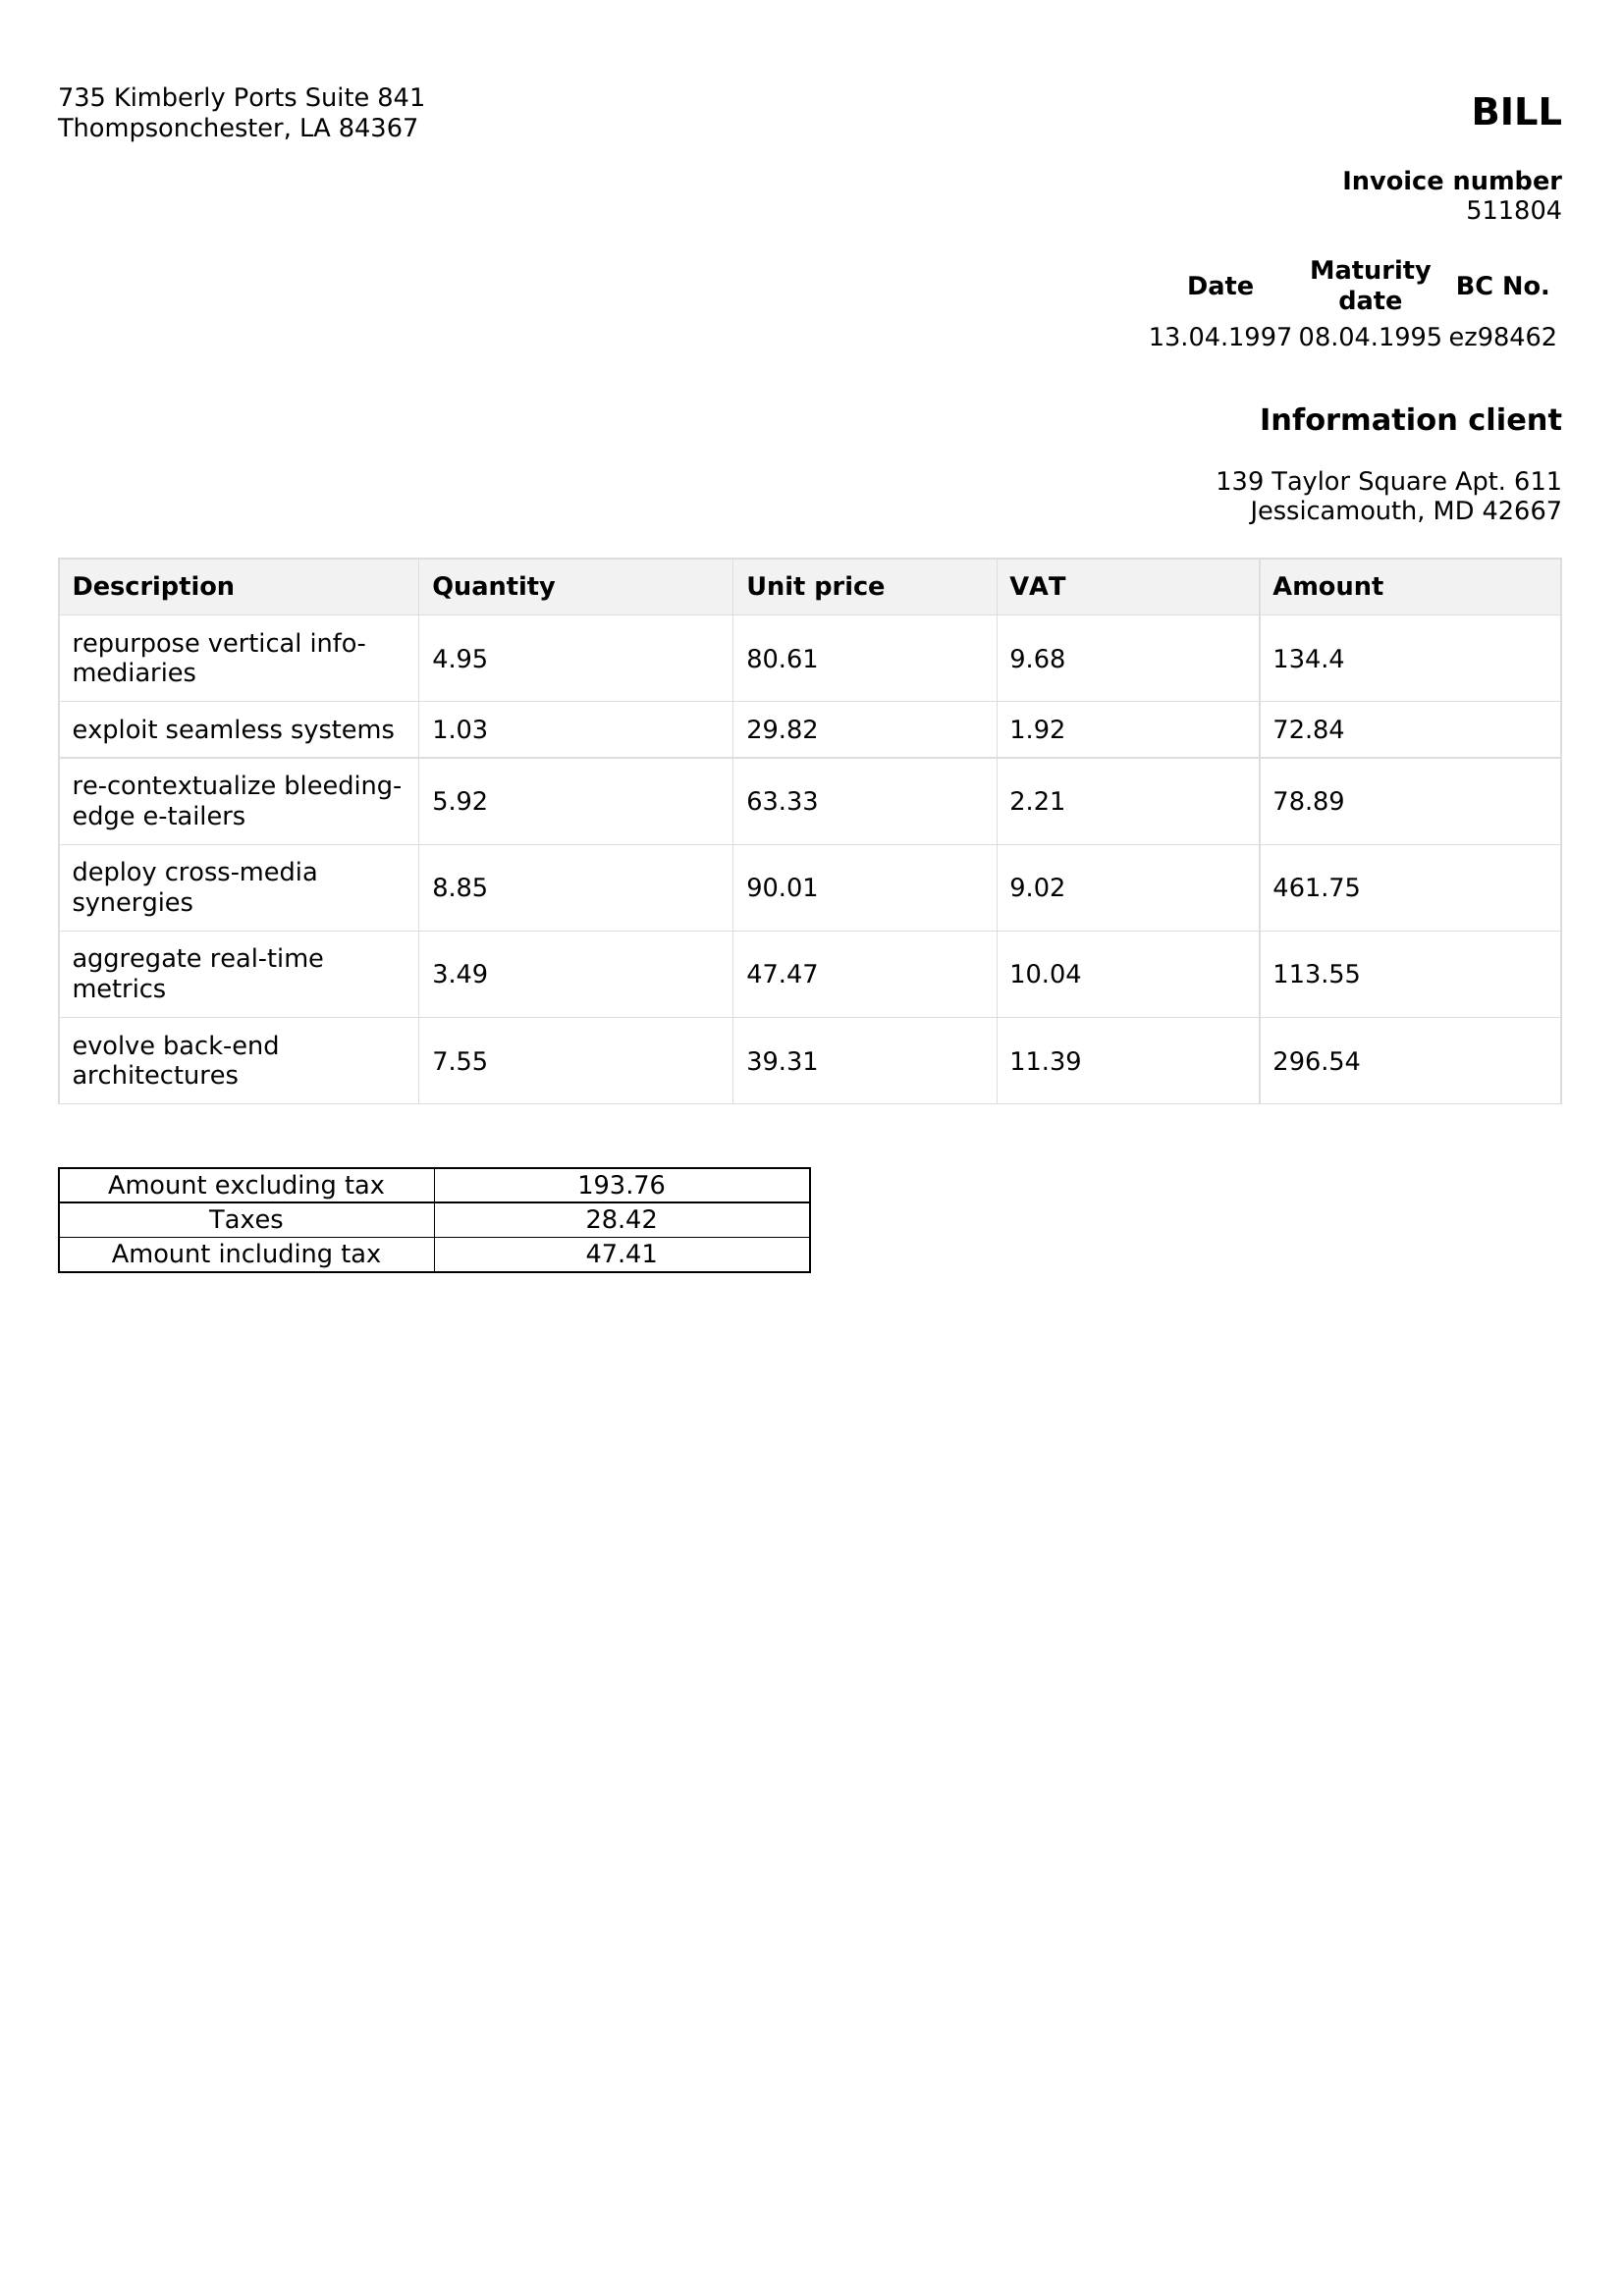 735 Kimberly Ports Suite 841
Thompsonchester, LA 84367
BILL
Invoice number
511804
Date Maturity date BC No.
13.04.1997 08.04.1995 ez98462
Information client
139 Taylor Square Apt. 611
Jessicamouth, MD 42667
Description Quantity Unit price VAT Amount
repurpose vertical info-
mediaries 4.95 80.61 9.68 134.4
exploit seamless systems 1.03 29.82 1.92 72.84
re-contextualize bleeding-
edge e-tailers 5.92 63.33 2.21 78.89
deploy cross-media
synergies 8.85 90.01 9.02 461.75
aggregate real-time
metrics 3.49 47.47 10.04 113.55
evolve back-end
architectures 7.55 39.31 11.39 296.54
Amount excluding tax 193.76
Taxes 28.42
Amount including tax 47.41